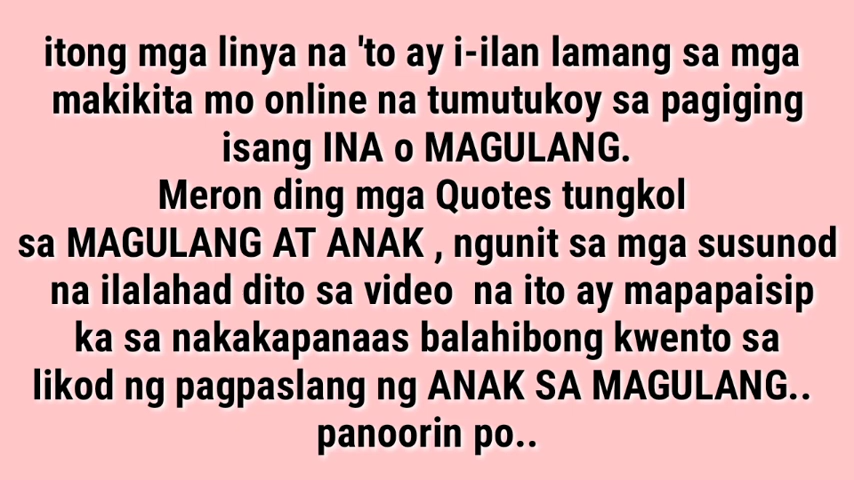 itong mga linya na 'to ay i-ilan lamang sa mga
makikita mo online na tumutukoy sa pagiging
isang INA o MAGULANG.
Meron ding mga Quotes tungkol
sa MAGULANG AT ANAK , ngunit sa mga susunod
na ilalahad dito sa video na ito ay mapapaisip
ka sa nakakapanaas balahibong kwento sa
likod ng pagpaslang ng ANAK SA MAGULANG..
panoorin po..